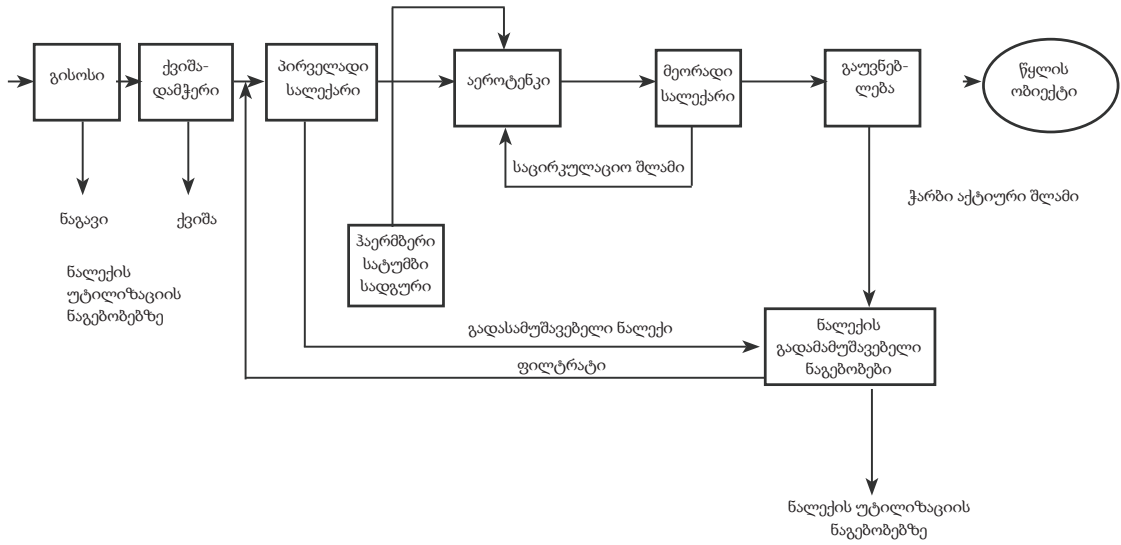 გისოსი
ქვიშა-
დამჭერი
პირველადი
სალექარი
აეროტენკი
მეორადი
სალექარი
გაუვნებ-
ლება
წყლის
ობიექტი
საცირკულაციო შლამი
ჭარბი აქტიური შლამი
ნაგავი
ქვიშა
ჰაერმბერი
სატუმბი
სადგური
ნალექის
უტილიზაციის
ნაგებობებზე
გადასამუშავებელი ნალექი
ფილტრატი
ნალექის
გადამამუშავებელი
ნაგებობები
ნალექის უტილიზაციის
ნაგებობებზე